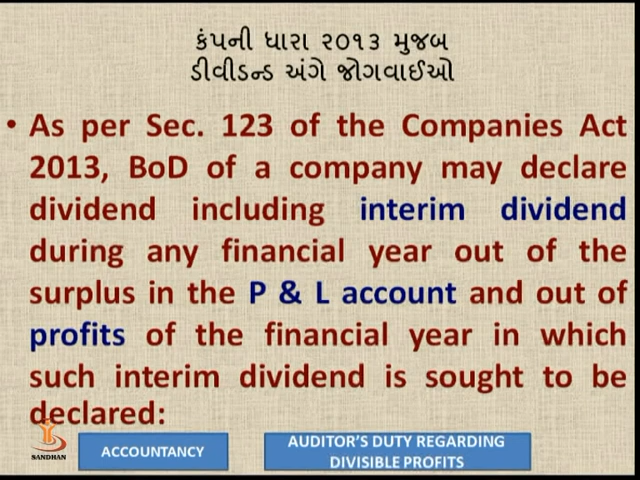 કંપની ધારા ૨૦૧૩ મુજબ
ડીવીડન્ડ અંગે જોગવાઈઓ
• As per Sec. 123 of the Companies Act
2013, BoD of a company may declare
dividend including interim dividend
during any financial year out of the
surplus in the P & L account and out of
profits of the financial year in which
such interim dividend is sought to be
declared:
SANDHAN
ACCOUNTANCY
AUDITOR'S DUTY REGARDING
DIVISIBLE PROFITS